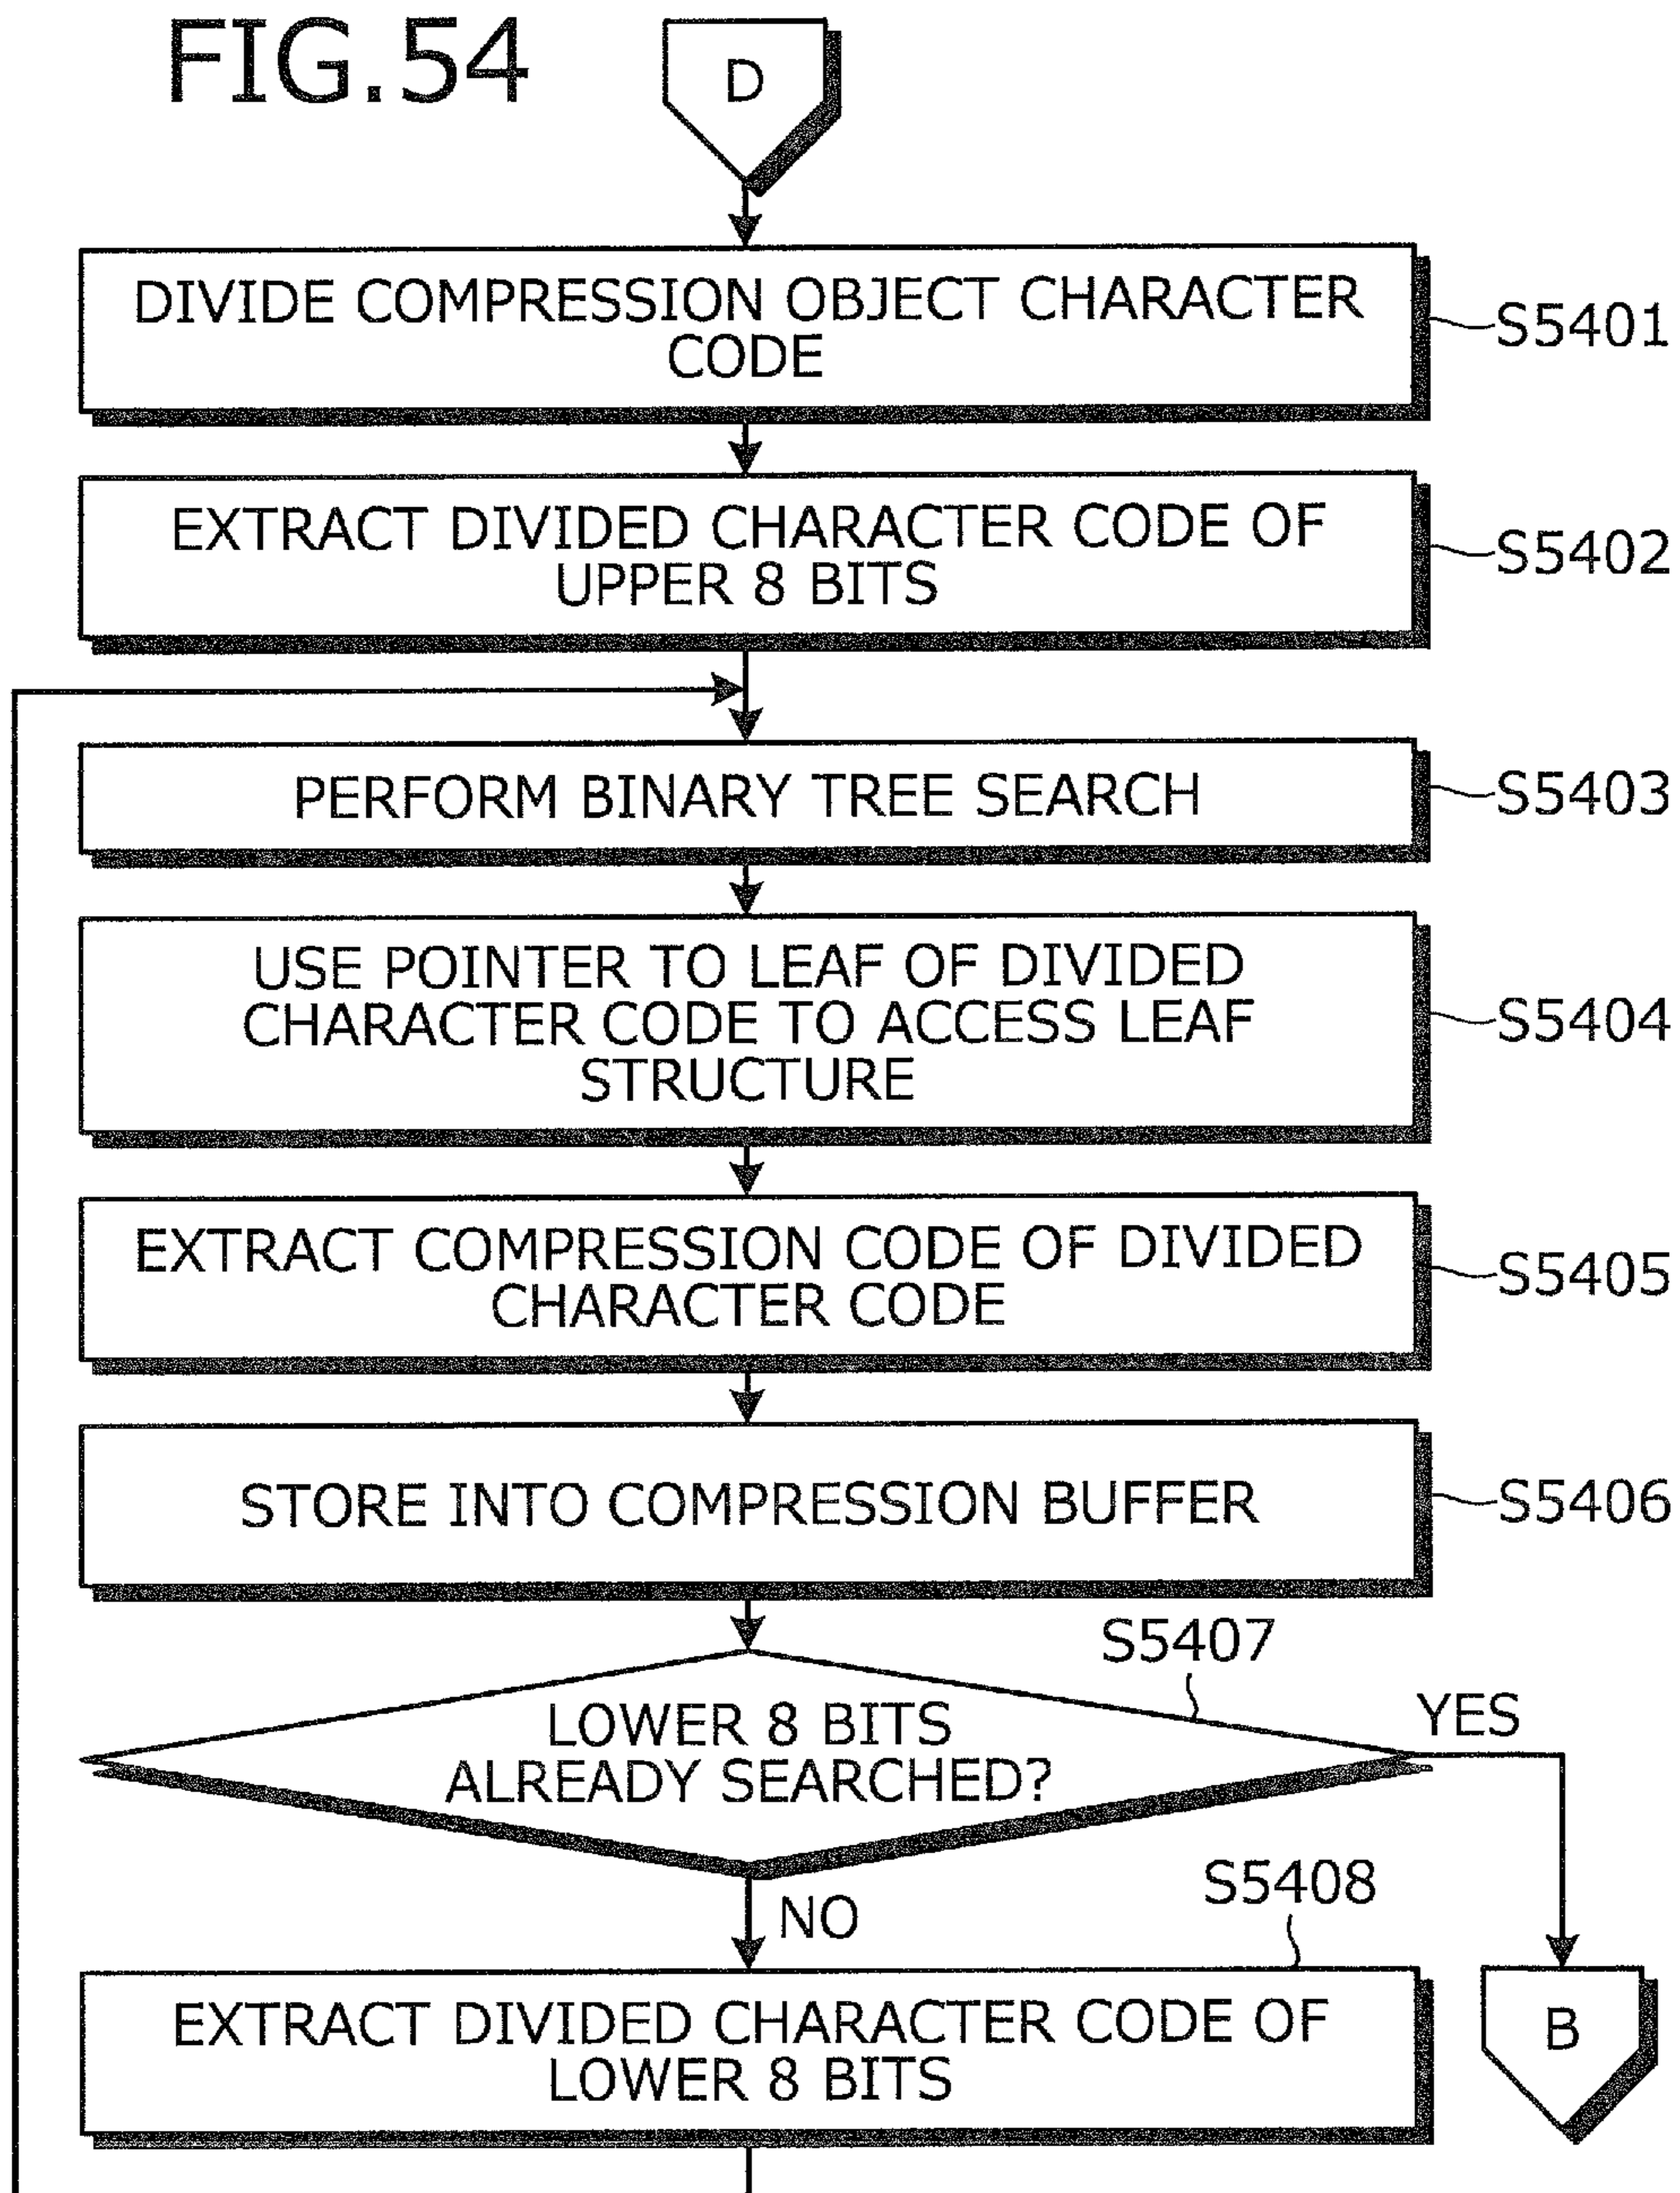 FIG.54
D
DIVIDE COMPRESSION OBJECT CHARACTER
CODE
S5401
EXTRACT DIVIDED CHARACTER CODE OF
UPPER 8 BITS
S5402
PERFORM BINARY TREE SEARCH
S5403
USE POINTER TO LEAF OF DIVIDED
CHARACTER CODE TO ACCESS LEAF
STRUCTURE
S5404
EXTRACT COMPRESSION CODE OF DIVIDED
CHARACTER CODE
S5405
STORE INTO COMPRESSION BUFFER
S5406
S5407
LOWER 8 BITS
ALREADY SEARCHED?
YES
NO
S5408
EXTRACT DIVIDED CHARACTER CODE OF
LOWER 8 BITS
B